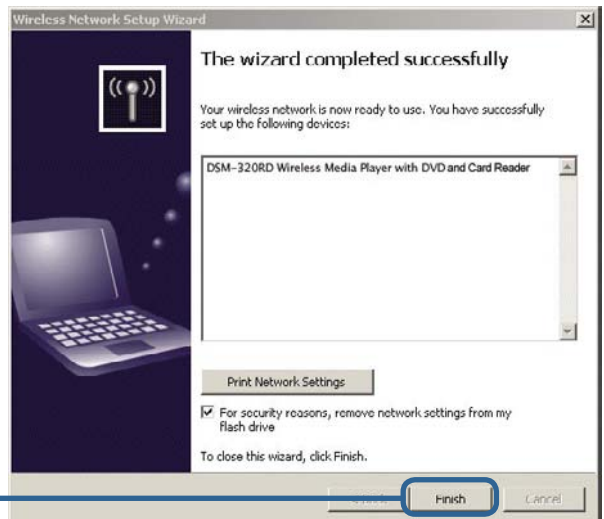 Wireless Network Setup Wizard
The wizard completed successfully
Your wireless network is now ready to use. You have successfully
set up the following devices:
DSM-320RD Wireless Media Player with DVD and Card Reader
Print Network Settings
For security reasons, remove network settings from my
flash drive
To close this wizard, click Finish.
Finish
Cancel